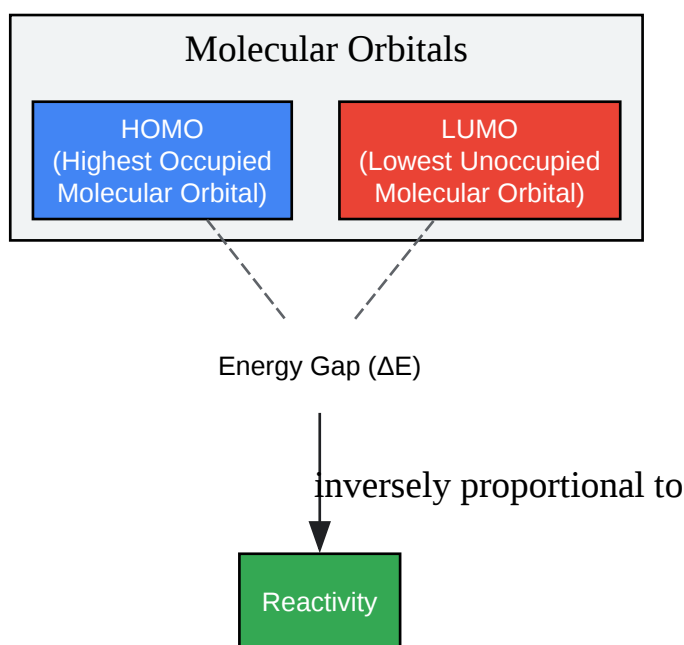 Molecular Orbitals
HOMO
(Highest Occupied
Molecular Orbital)
LUMO
(Lowest Unoccupied
Molecular Orbital)
Energy Gap (ΔE)
inversely proportional to
Reactivity